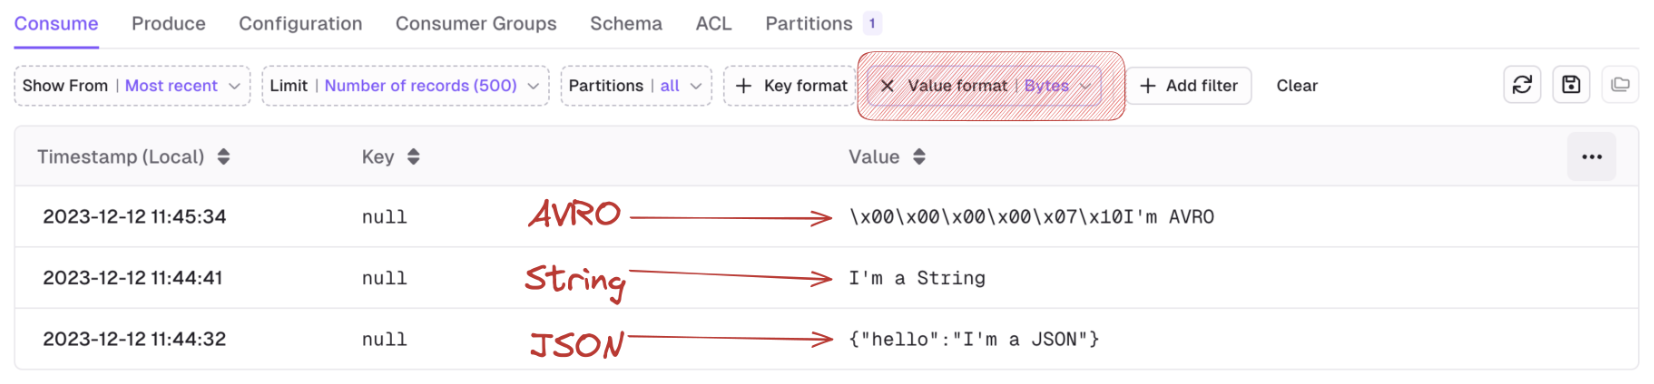 Consume Produce Configuration Consumer Groups Schema ACL Partitions 1
Show From | Most recent Limit | Number of records (500) Partitions | all + Key format × Value format | Bytes + Add filter Clear
Timestamp (Local) Key Value ...
2023-12-12 11:45:34 null AVRO \x00\x00\x00\x00\x07\x10I'm AVRO
2023-12-12 11:44:41 null String I'm a String
2023-12-12 11:44:32 null JSON {"hello":"I'm a JSON"}